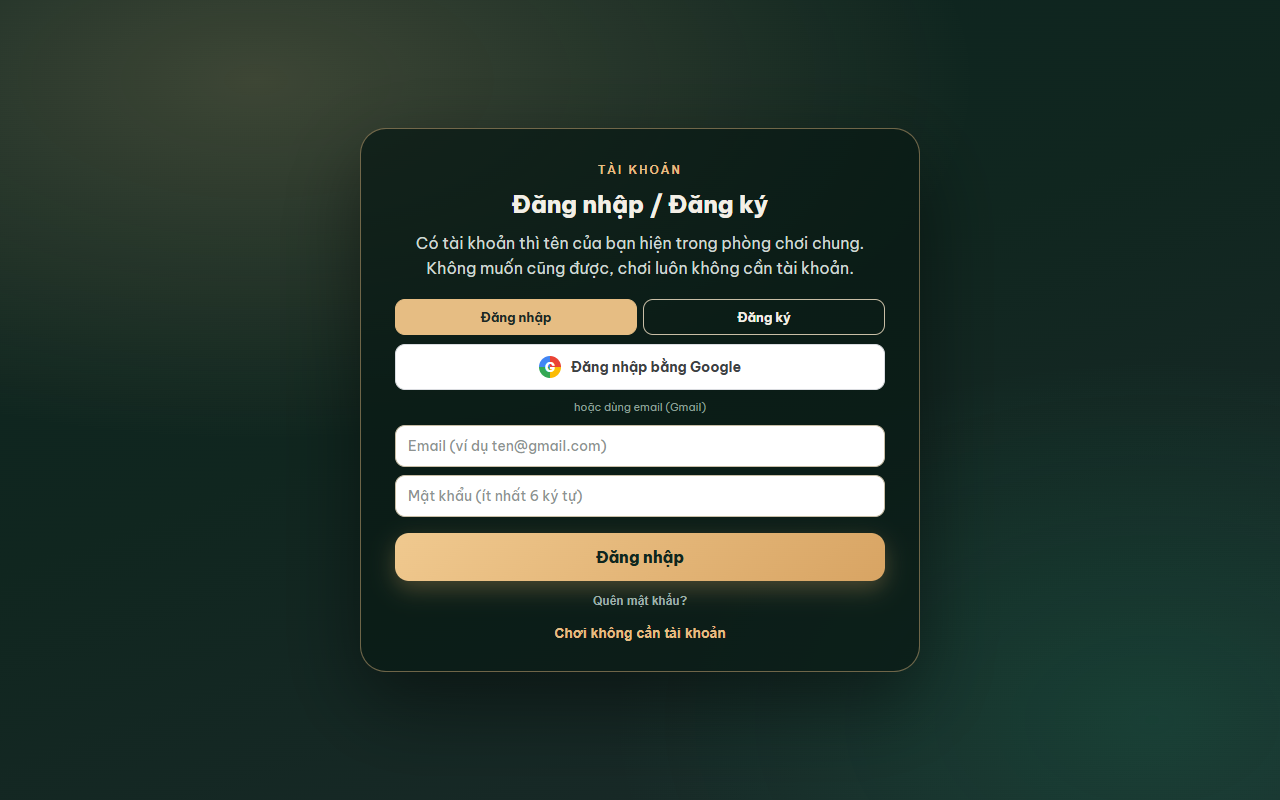 TÀI KHOẢN
Đăng nhập / Đăng ký
Có tài khoản thì tên của bạn hiện trong phòng chơi chung.
Không muốn cũng được, chơi luôn không cần tài khoản.
Đăng nhập
Đăng ký
G Đăng nhập bằng Google
hoặc dùng email (Gmail)
Email (ví dụ ten@gmail.com)
Mật khẩu (ít nhất 6 ký tự)
Đăng nhập
Quên mật khẩu?
Chơi không cần tài khoản